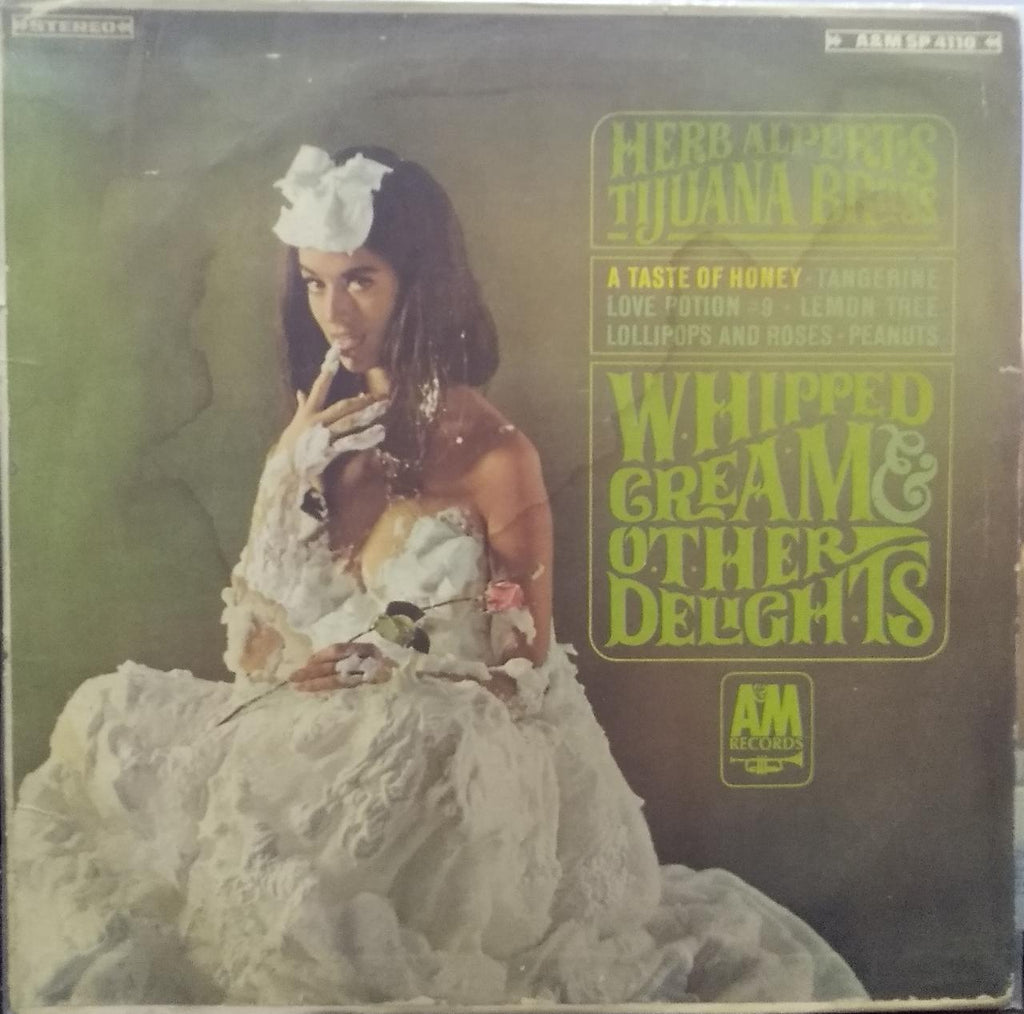 STEREO
A&M SP 4110
HERB ALPERT'S
TIJUANA BRASS
A TASTE OF HONEY • TANGERINE
LOVE POTION #9 • LEMON TREE
LOLLIPOPS AND ROSES • PEANUTS
WHIPPED
CREAM &
OTHER
DELIGHTS
A&M
RECORDS